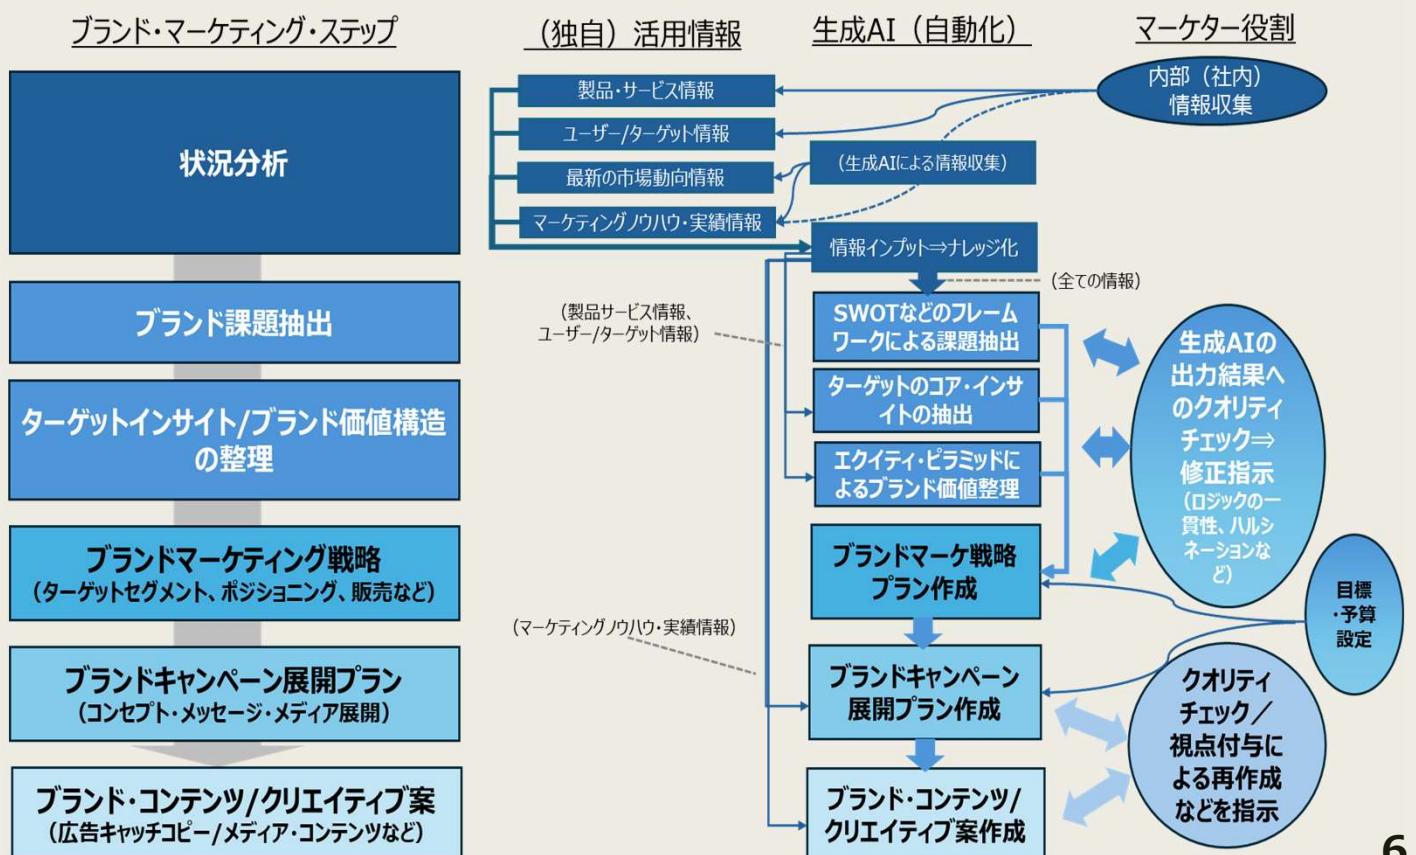 ブランド・マーケティング・ステップ
（独自）活用情報
生成AI（自動化）
マーケター役割
状況分析
ブランド課題抽出
ターゲットインサイト/ブランド価値構造
の整理
ブランドマーケティング戦略
（ターゲットセグメント、ポジショニング、販売など）
ブランドキャンペーン展開プラン
（コンセプト・メッセージ・メディア展開）
ブランド・コンテンツ/クリエイティブ案
（広告キャッチコピー/メディア・コンテンツなど）
製品・サービス情報
ユーザー/ターゲット情報
最新の市場動向情報
マーケティングノウハウ・実績情報
（製品サービス情報、
ユーザー/ターゲット情報）
（マーケティングノウハウ・実績情報）
（生成AIによる情報収集）
情報インプット⇒ナレッジ化
（全ての情報）
SWOTなどのフレーム
ワークによる課題抽出
ターゲットのコア・インサ
イトの抽出
エクイティ・ピラミッドに
よるブランド価値整理
ブランドマーケ戦略
プラン作成
ブランドキャンペーン
展開プラン作成
ブランド・コンテンツ/
クリエイティブ案作成
内部（社内）
情報収集
生成AIの
出力結果へ
のクオリティ
チェック⇒
修正指示
（ロジックの一
貫性、ハルシ
ネーションな
ど）
目標
・予算
設定
クオリティ
チェック／
視点付与に
よる再作成
などを指示
6